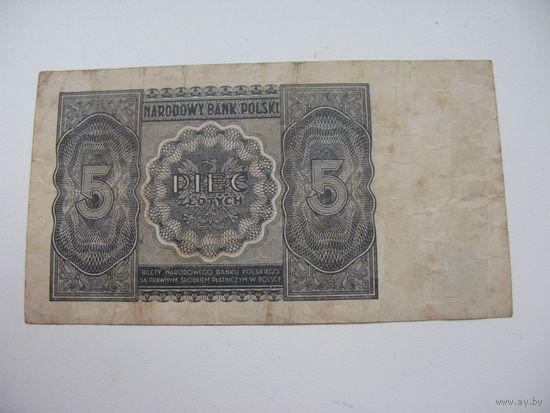 NARODOWY BANK POLSKI
5
PIĘĆ
ZŁOTYCH
5
BILETY NARODOWEGO BANKU POLSKIEGO
SĄ PRAWNYM ŚRODKIEM PŁATNICZYM W POLSCE
www.ay.by